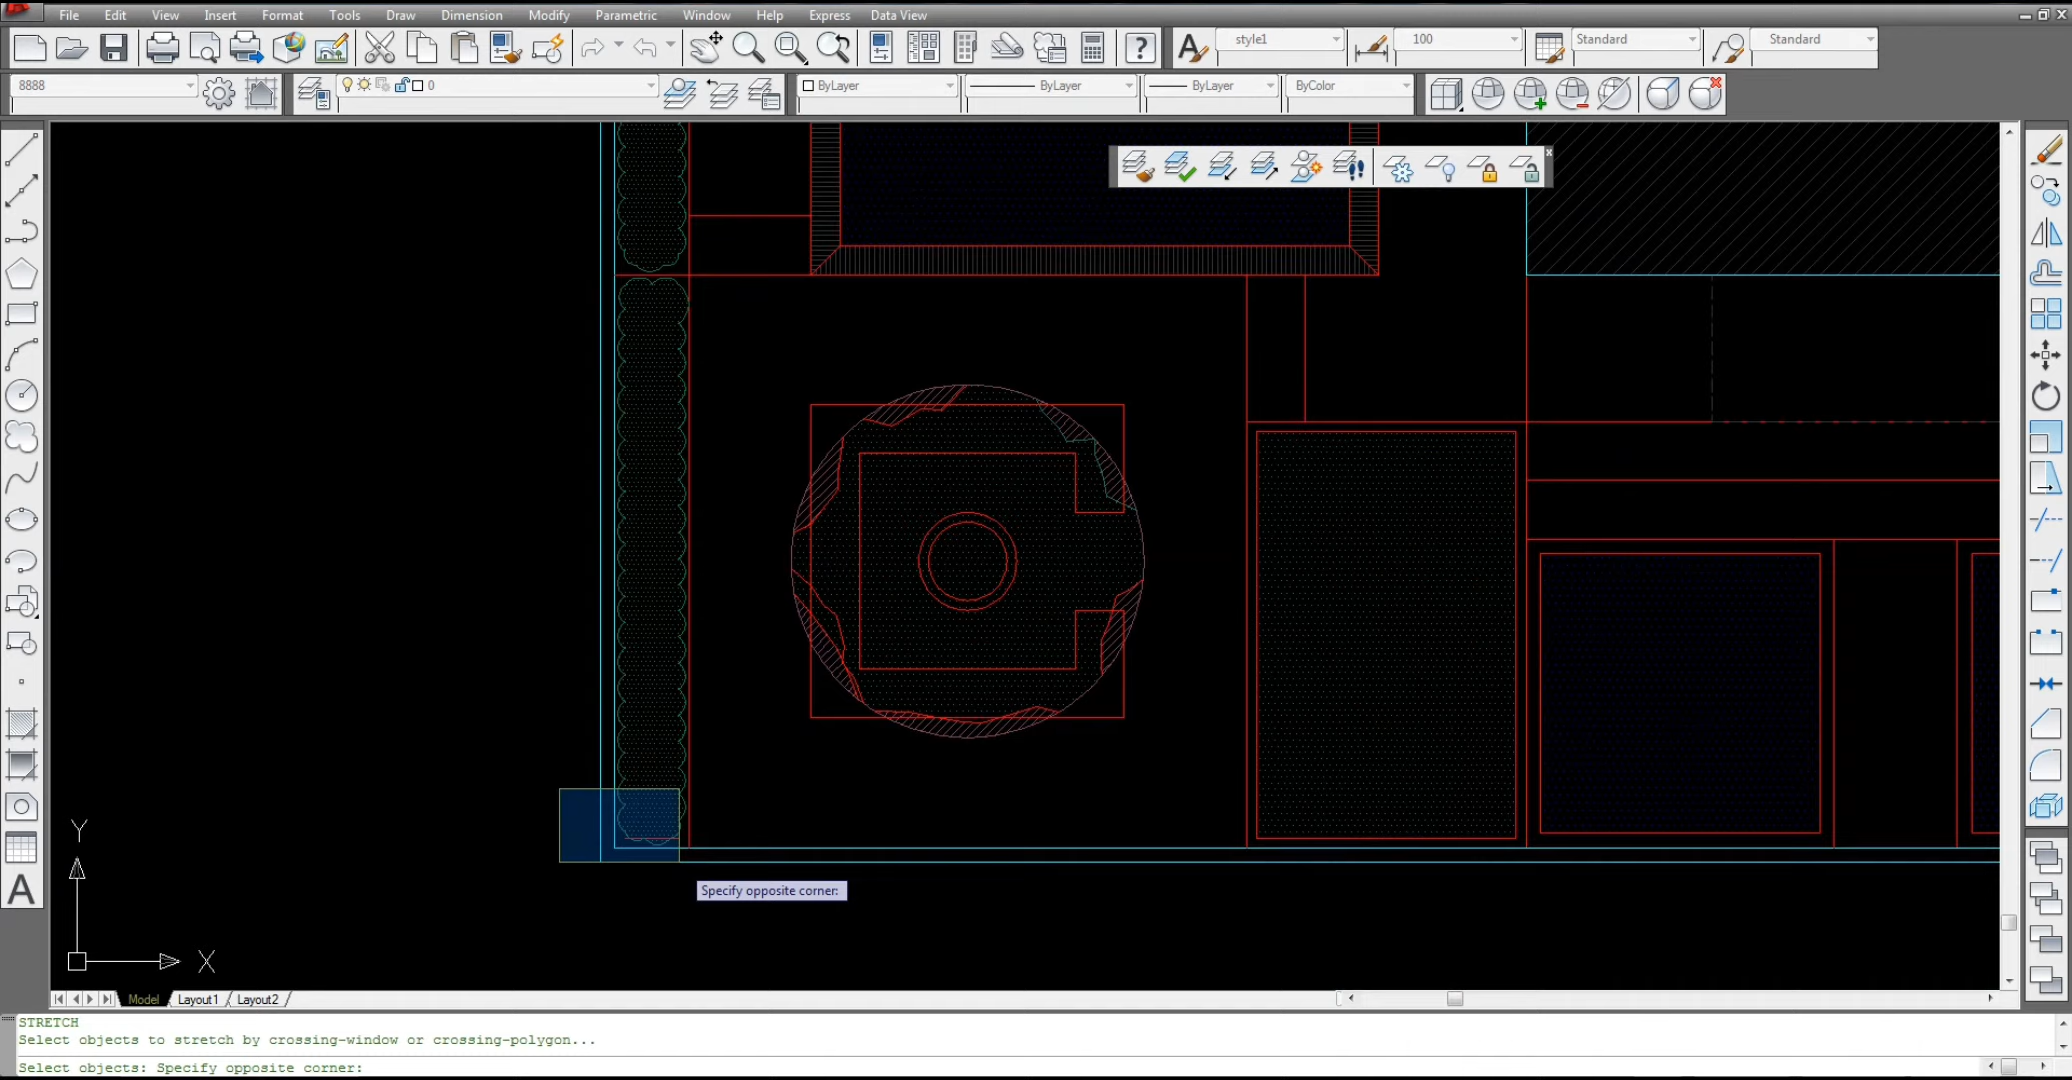 File Edit View Insert Format Tools Draw Dimension Modify Parametric Window Help Express Data View
style1 100 Standard Standard
8888 0 ByLayer ByLayer ByLayer ByColor
Specify opposite corner:
Y
X
A
Model Layout1 Layout2
STRETCH
Select objects to stretch by crossing-window or crossing-polygon...
Select objects: Specify opposite corner: